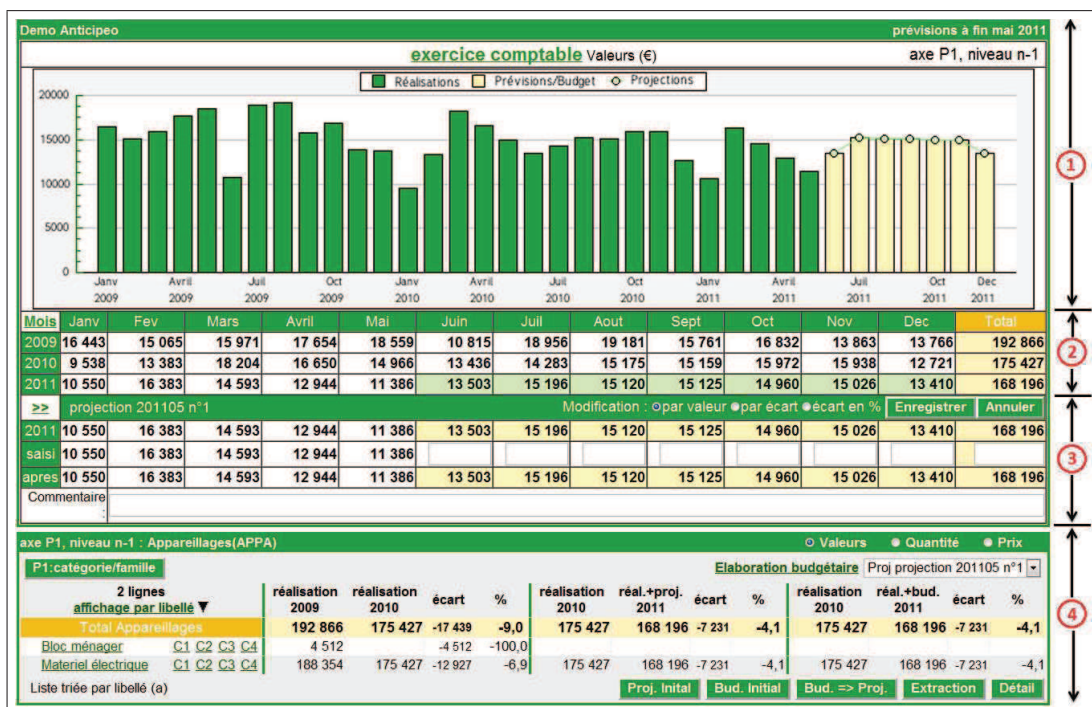 Demo Anticipeo prévisions à fin mai 2011
exercice comptable Valeurs (€) axe P1, niveau n-1
Réalisations Prévisions/Budget Projections
20000
15000
10000
5000
0
Janv Avril Juil Oct Janv Avril Juil Oct Janv Avril Juil Oct Dec
2009 2009 2009 2009 2010 2010 2010 2010 2011 2011 2011 2011 2011
1
Mois Janv Fev Mars Avril Mai Juin Juil Aout Sept Oct Nov Dec Total
2009 16 443 15 065 15 971 17 654 18 559 10 815 18 956 19 181 15 761 16 832 13 863 13 766 192 866
2010 9 538 13 383 18 204 16 650 14 966 13 436 14 283 15 175 15 159 15 972 15 938 12 721 175 427
2011 10 550 16 383 14 593 12 944 11 386 13 503 15 196 15 120 15 125 14 960 15 026 13 410 168 196
2
>> projection 201105 n°1 Modification : par valeur par écart écart en % Enregistrer Annuler
2011 10 550 16 383 14 593 12 944 11 386 13 503 15 196 15 120 15 125 14 960 15 026 13 410 168 196
saisi 10 550 16 383 14 593 12 944 11 386
apres 10 550 16 383 14 593 12 944 11 386 13 503 15 196 15 120 15 125 14 960 15 026 13 410 168 196
Commentaire
:
3
axe P1, niveau n-1 : Appareillages(APPA) Valeurs Quantité Prix
P1:catégorie/famille Elaboration budgétaire Proj projection 201105 n°1
2 lignes réalisation réalisation écart % réalisation réal.+proj. écart % réalisation réal.+bud. écart %
affichage par libellé ▼ 2009 2010 2010 2011 2010 2011
Total Appareillages 192 866 175 427 -17 439 -9,0 175 427 168 196 -7 231 -4,1 175 427 168 196 -7 231 -4,1
Bloc ménager C1 C2 C3 C4 4 512 -4 512 -100,0
Materiel électrique C1 C2 C3 C4 188 354 175 427 -12 927 -6,9 175 427 168 196 -7 231 -4,1 175 427 168 196 -7 231 -4,1
Liste triée par libellé (a) Proj. Inital Bud. Initial Bud. => Proj. Extraction Détail
4